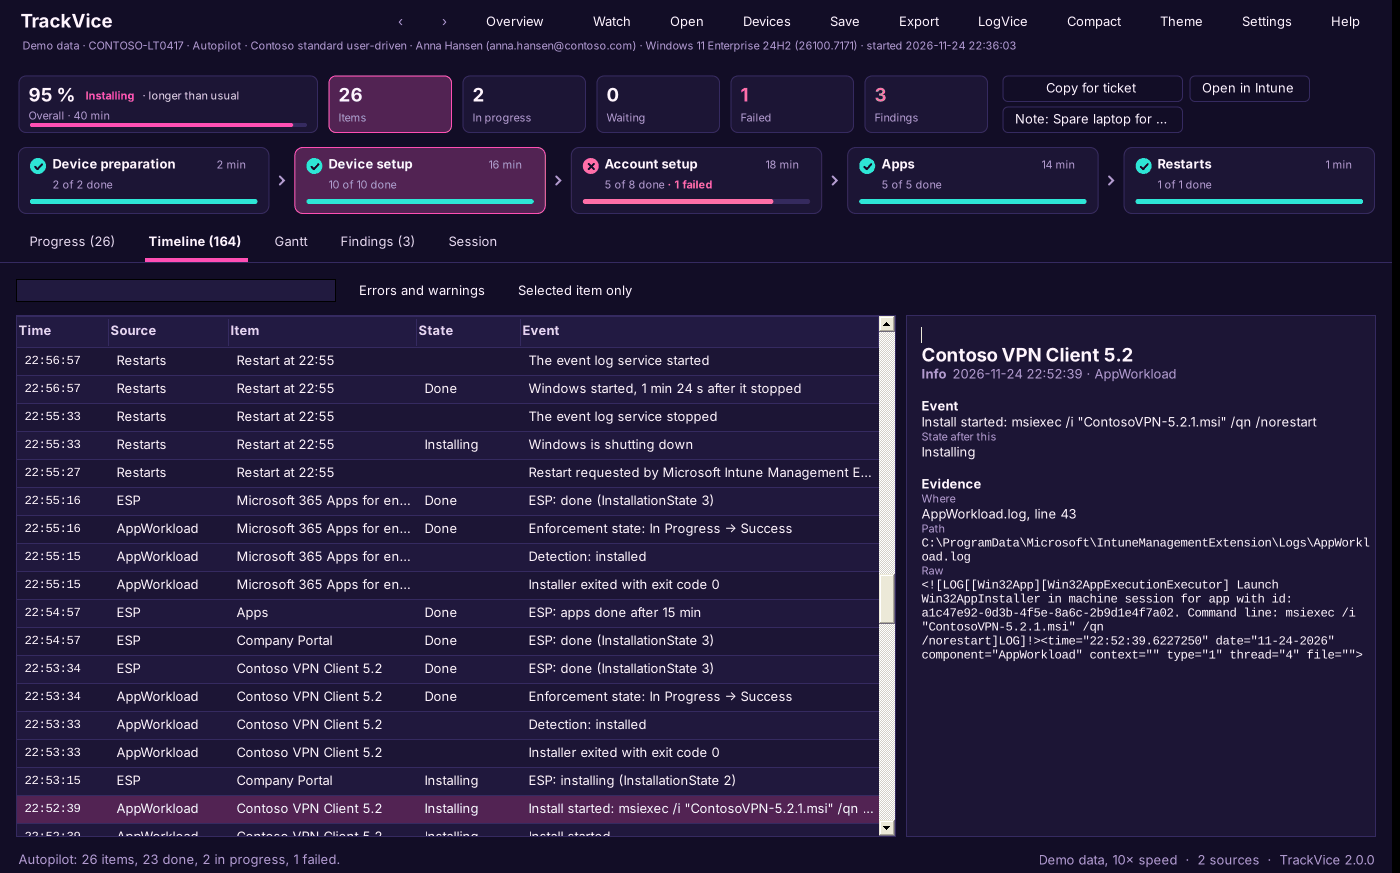 TrackVice
‹ › Overview Watch Open Devices Save Export LogVice Compact Theme Settings Help
Demo data · CONTOSO-LT0417 · Autopilot · Contoso standard user-driven · Anna Hansen (anna.hansen@contoso.com) · Windows 11 Enterprise 24H2 (26100.7171) · started 2026-11-24 22:36:03
95 % Installing · longer than usual
Overall · 40 min
26
Items
2
In progress
0
Waiting
1
Failed
3
Findings
Copy for ticket
Open in Intune
Note: Spare laptop for ...
Device preparation 2 min
2 of 2 done
Device setup 16 min
10 of 10 done
Account setup 18 min
5 of 8 done · 1 failed
Apps 14 min
5 of 5 done
Restarts 1 min
1 of 1 done
Progress (26) Timeline (164) Gantt Findings (3) Session
Errors and warnings Selected item only
Time Source Item State Event
22:56:57 Restarts Restart at 22:55 The event log service started
22:56:57 Restarts Restart at 22:55 Done Windows started, 1 min 24 s after it stopped
22:55:33 Restarts Restart at 22:55 The event log service stopped
22:55:33 Restarts Restart at 22:55 Installing Windows is shutting down
22:55:27 Restarts Restart at 22:55 Restart requested by Microsoft Intune Management E...
22:55:16 ESP Microsoft 365 Apps for en... Done ESP: done (InstallationState 3)
22:55:16 AppWorkload Microsoft 365 Apps for en... Done Enforcement state: In Progress → Success
22:55:15 AppWorkload Microsoft 365 Apps for en... Detection: installed
22:55:15 AppWorkload Microsoft 365 Apps for en... Installer exited with exit code 0
22:54:57 ESP Apps Done ESP: apps done after 15 min
22:54:57 ESP Company Portal Done ESP: done (InstallationState 3)
22:53:34 ESP Contoso VPN Client 5.2 Done ESP: done (InstallationState 3)
22:53:34 AppWorkload Contoso VPN Client 5.2 Done Enforcement state: In Progress → Success
22:53:33 AppWorkload Contoso VPN Client 5.2 Detection: installed
22:53:33 AppWorkload Contoso VPN Client 5.2 Installer exited with exit code 0
22:53:15 ESP Company Portal Installing ESP: installing (InstallationState 2)
22:52:39 AppWorkload Contoso VPN Client 5.2 Installing Install started: msiexec /i "ContosoVPN-5.2.1.msi" /qn ...
22:52:39 AppWorkload Contoso VPN Client 5.2 Installing Install started
Contoso VPN Client 5.2
Info 2026-11-24 22:52:39 · AppWorkload
Event
Install started: msiexec /i "ContosoVPN-5.2.1.msi" /qn /norestart
State after this
Installing
Evidence
Where
AppWorkload.log, line 43
Path
C:\ProgramData\Microsoft\IntuneManagementExtension\Logs\AppWorkl
oad.log
Raw
<![LOG[[Win32App][Win32AppExecutionExecutor] Launch
Win32AppInstaller in machine session for app with id:
a1c47e92-0d3b-4f5e-8a6c-2b9d1e4f7a02. Command line: msiexec /i
"ContosoVPN-5.2.1.msi" /qn
/norestart]LOG]!><time="22:52:39.6227250" date="11-24-2026"
component="AppWorkload" context="" type="1" thread="4" file="">
Autopilot: 26 items, 23 done, 2 in progress, 1 failed.
Demo data, 10× speed · 2 sources · TrackVice 2.0.0